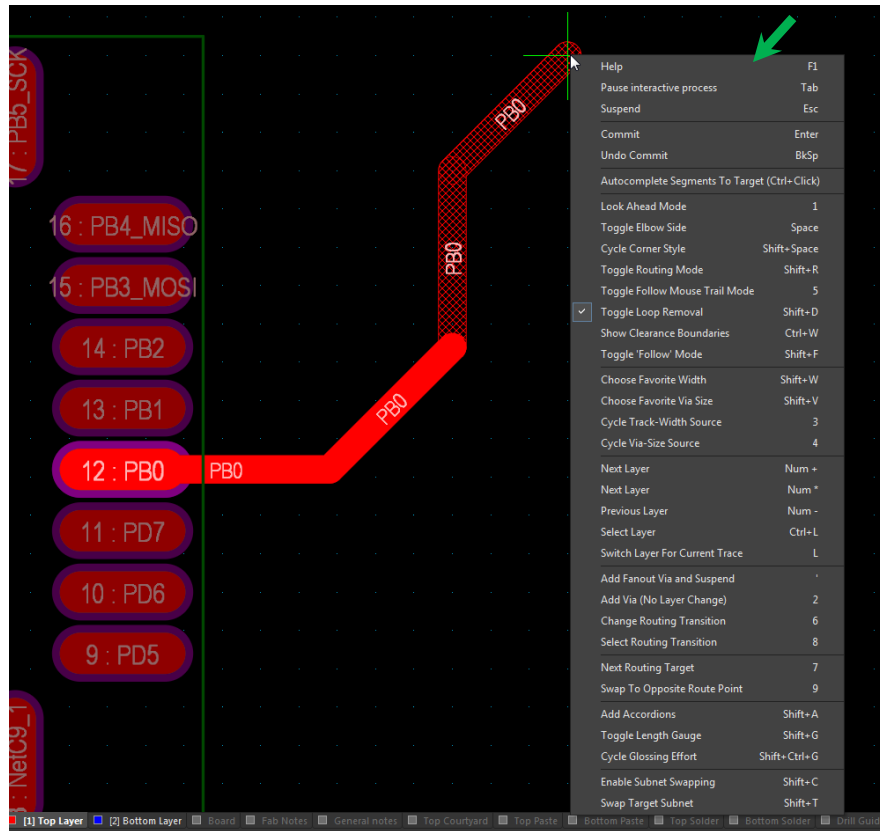 17 : PB5_SCK
16 : PB4_MISO
15 : PB3_MOSI
14 : PB2
13 : PB1
12 : PB0
11 : PD7
10 : PD6
9 : PD5
: NetC9_1
PB0
PB0
PB0
PB0
Help F1
Pause interactive process Tab
Suspend Esc
Commit Enter
Undo Commit BkSp
Autocomplete Segments To Target (Ctrl+Click)
Look Ahead Mode 1
Toggle Elbow Side Space
Cycle Corner Style Shift+Space
Toggle Routing Mode Shift+R
Toggle Follow Mouse Trail Mode 5
Toggle Loop Removal Shift+D
Show Clearance Boundaries Ctrl+W
Toggle 'Follow' Mode Shift+F
Choose Favorite Width Shift+W
Choose Favorite Via Size Shift+V
Cycle Track-Width Source 3
Cycle Via-Size Source 4
Next Layer Num +
Next Layer Num *
Previous Layer Num -
Select Layer Ctrl+L
Switch Layer For Current Trace L
Add Fanout Via and Suspend '
Add Via (No Layer Change) 2
Change Routing Transition 6
Select Routing Transition 8
Next Routing Target 7
Swap To Opposite Route Point 9
Add Accordions Shift+A
Toggle Length Gauge Shift+G
Cycle Glossing Effort Shift+Ctrl+G
Enable Subnet Swapping Shift+C
Swap Target Subnet Shift+T
[1] Top Layer [2] Bottom Layer Board Fab Notes General notes Top Courtyard Top Paste Bottom Paste Top Solder Bottom Solder Drill Guid